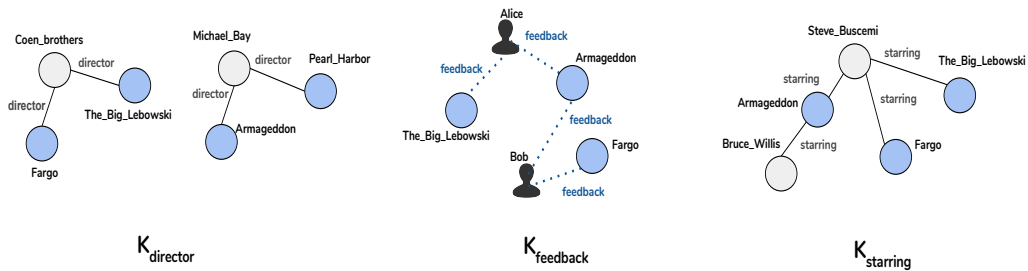 Coen_brothers
director
director
The_Big_Lebowski
Fargo
Michael_Bay
director
Pearl_Harbor
director
Armageddon
K_director
Alice
feedback
feedback
Armageddon
The_Big_Lebowski
feedback
Bob
Fargo
feedback
K_feedback
Steve_Buscemi
starring
The_Big_Lebowski
starring
Armageddon
starring
Bruce_Willis
starring
Fargo
K_starring